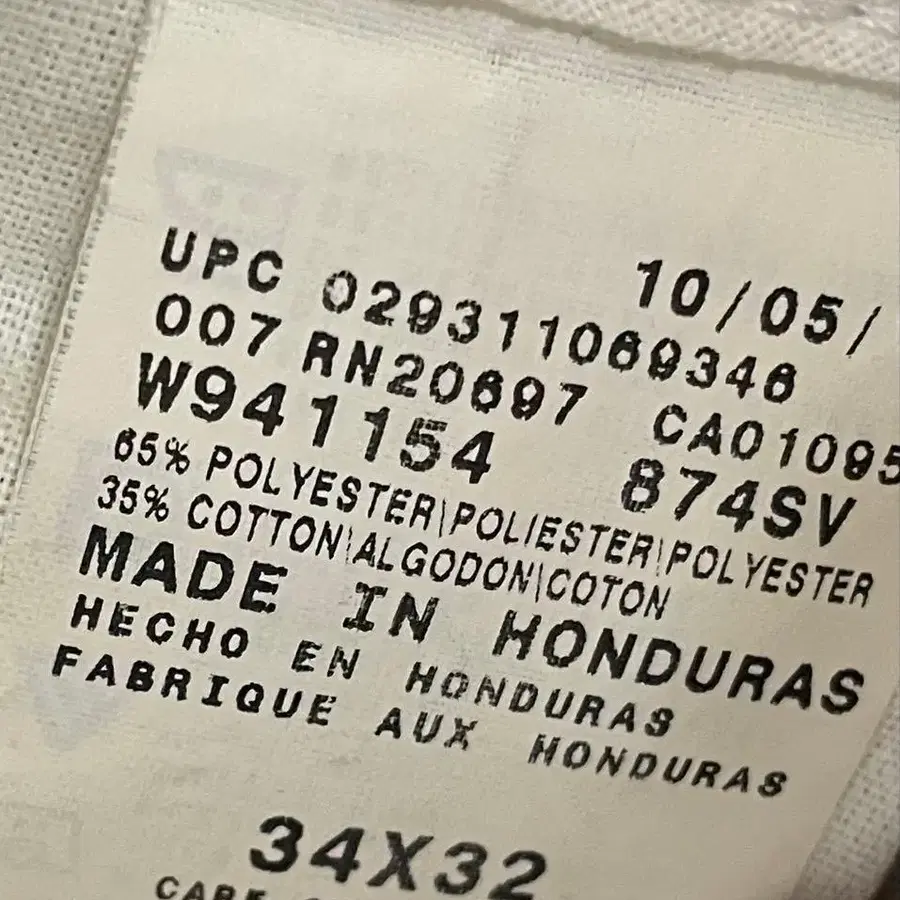 10/05/
UPC 029311069346
007 RN20697 CA01095
W941154 874SV
65% POLYESTER\POLIESTER\POLYESTER
35% COTTON\ALGODON\COTON
MADE IN HONDURAS
HECHO EN HONDURAS
FABRIQUE AUX HONDURAS
34X32